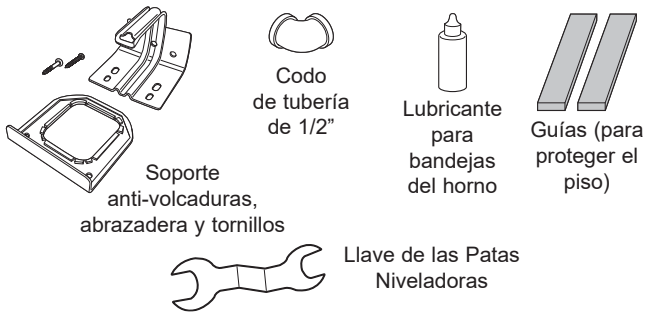 Soporte
anti-volcaduras,
abrazadera y tornillos
Codo
de tubería
de 1/2”
Lubricante
para
bandejas
del horno
Guías (para
proteger el
piso)
Llave de las Patas
Niveladoras